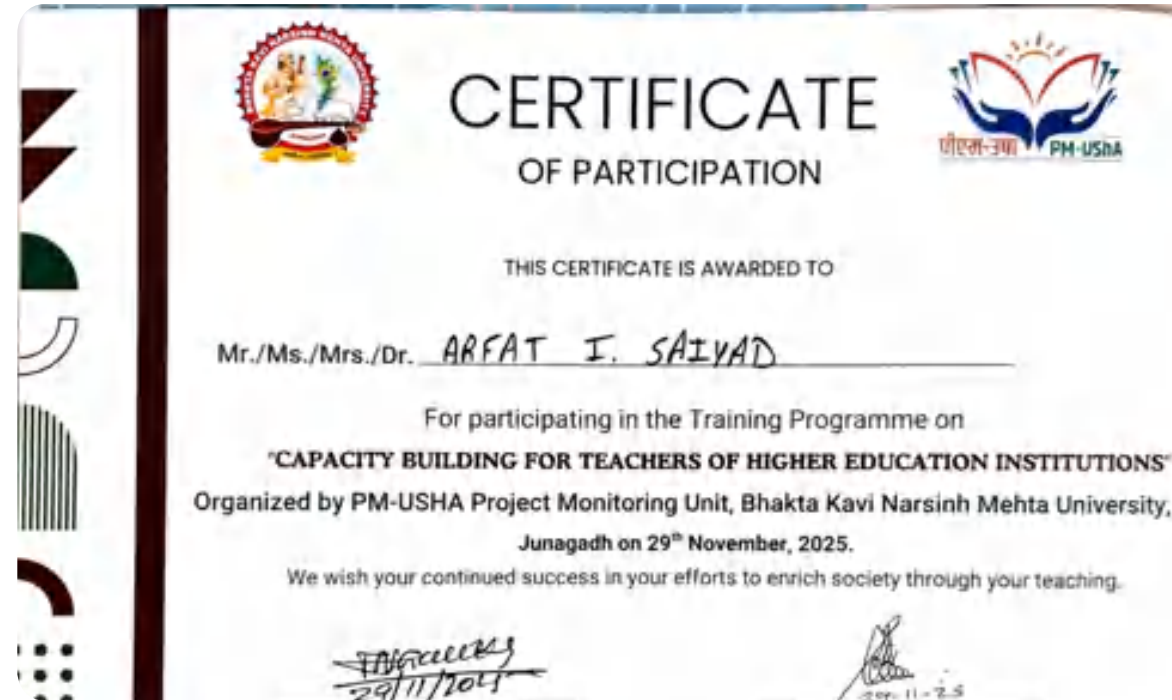 CERTIFICATE
OF PARTICIPATION
पीएम-उषा PM-USHA
THIS CERTIFICATE IS AWARDED TO
Mr./Ms./Mrs./Dr. ARFAT I. SAIYAD
For participating in the Training Programme on
"CAPACITY BUILDING FOR TEACHERS OF HIGHER EDUCATION INSTITUTIONS"
Organized by PM-USHA Project Monitoring Unit, Bhakta Kavi Narsinh Mehta University,
Junagadh on 29th November, 2025.
We wish your continued success in your efforts to enrich society through your teaching.
29/11/2025